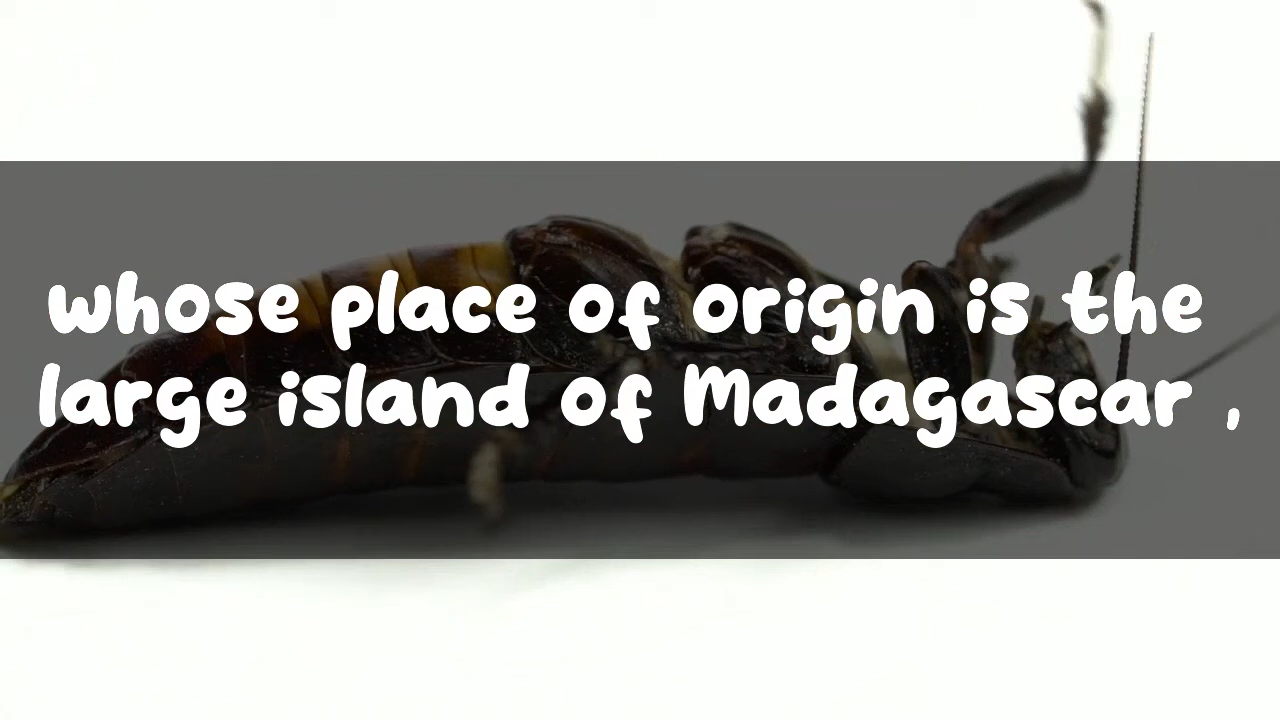 whose place of origin is the
large island of Madagascar ,